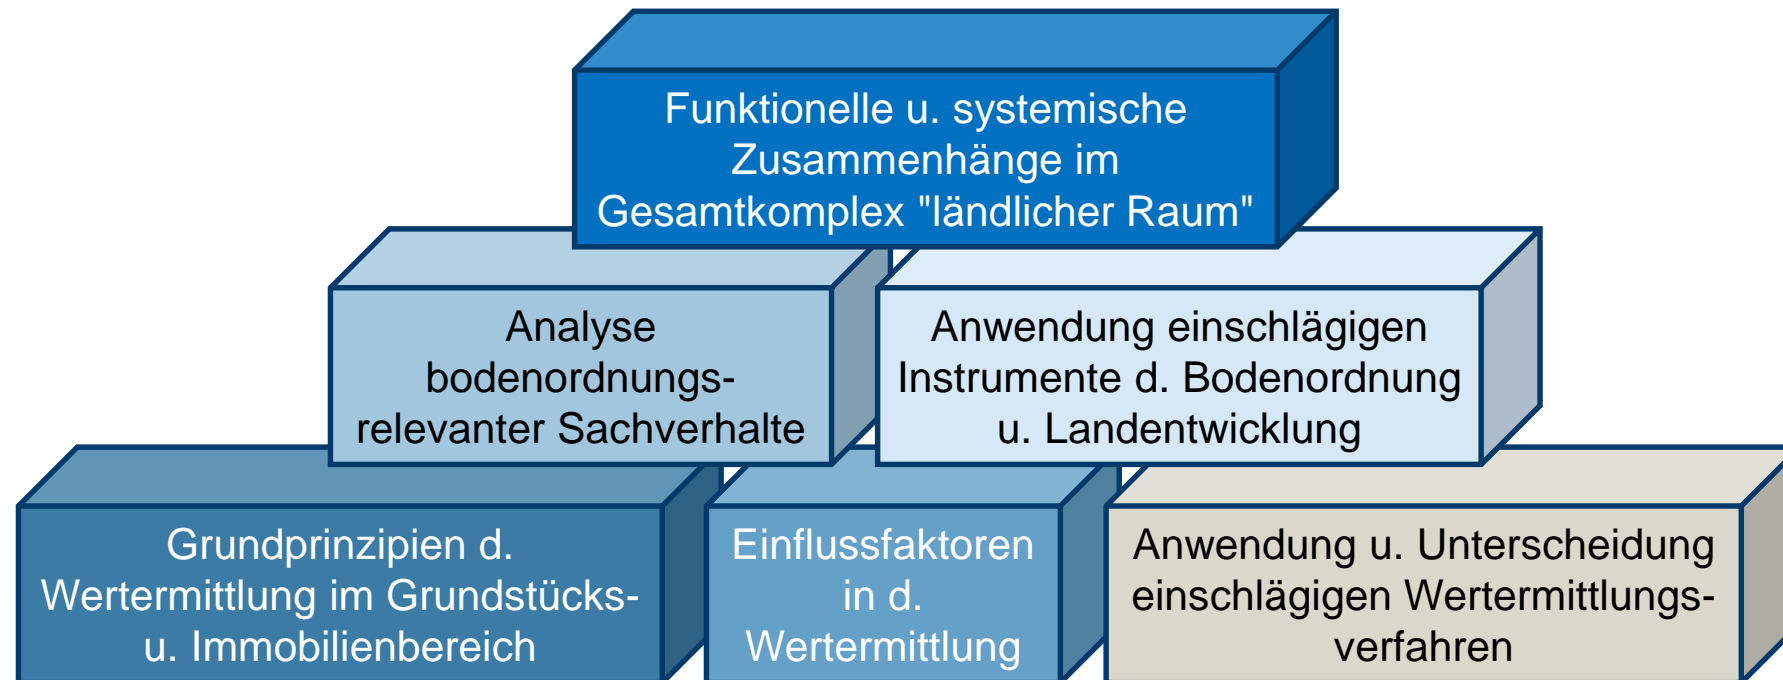 Funktionelle u. systemische
Zusammenhänge im
Gesamtkomplex "ländlicher Raum"
Analyse
bodenordnungs-
relevanter Sachverhalte
Anwendung einschlägigen
Instrumente d. Bodenordnung
u. Landentwicklung
Grundprinzipien d.
Wertermittlung im Grundstücks-
u. Immobilienbereich
Einflussfaktoren
in d.
Wertermittlung
Anwendung u. Unterscheidung
einschlägigen Wertermittlungs-
verfahren